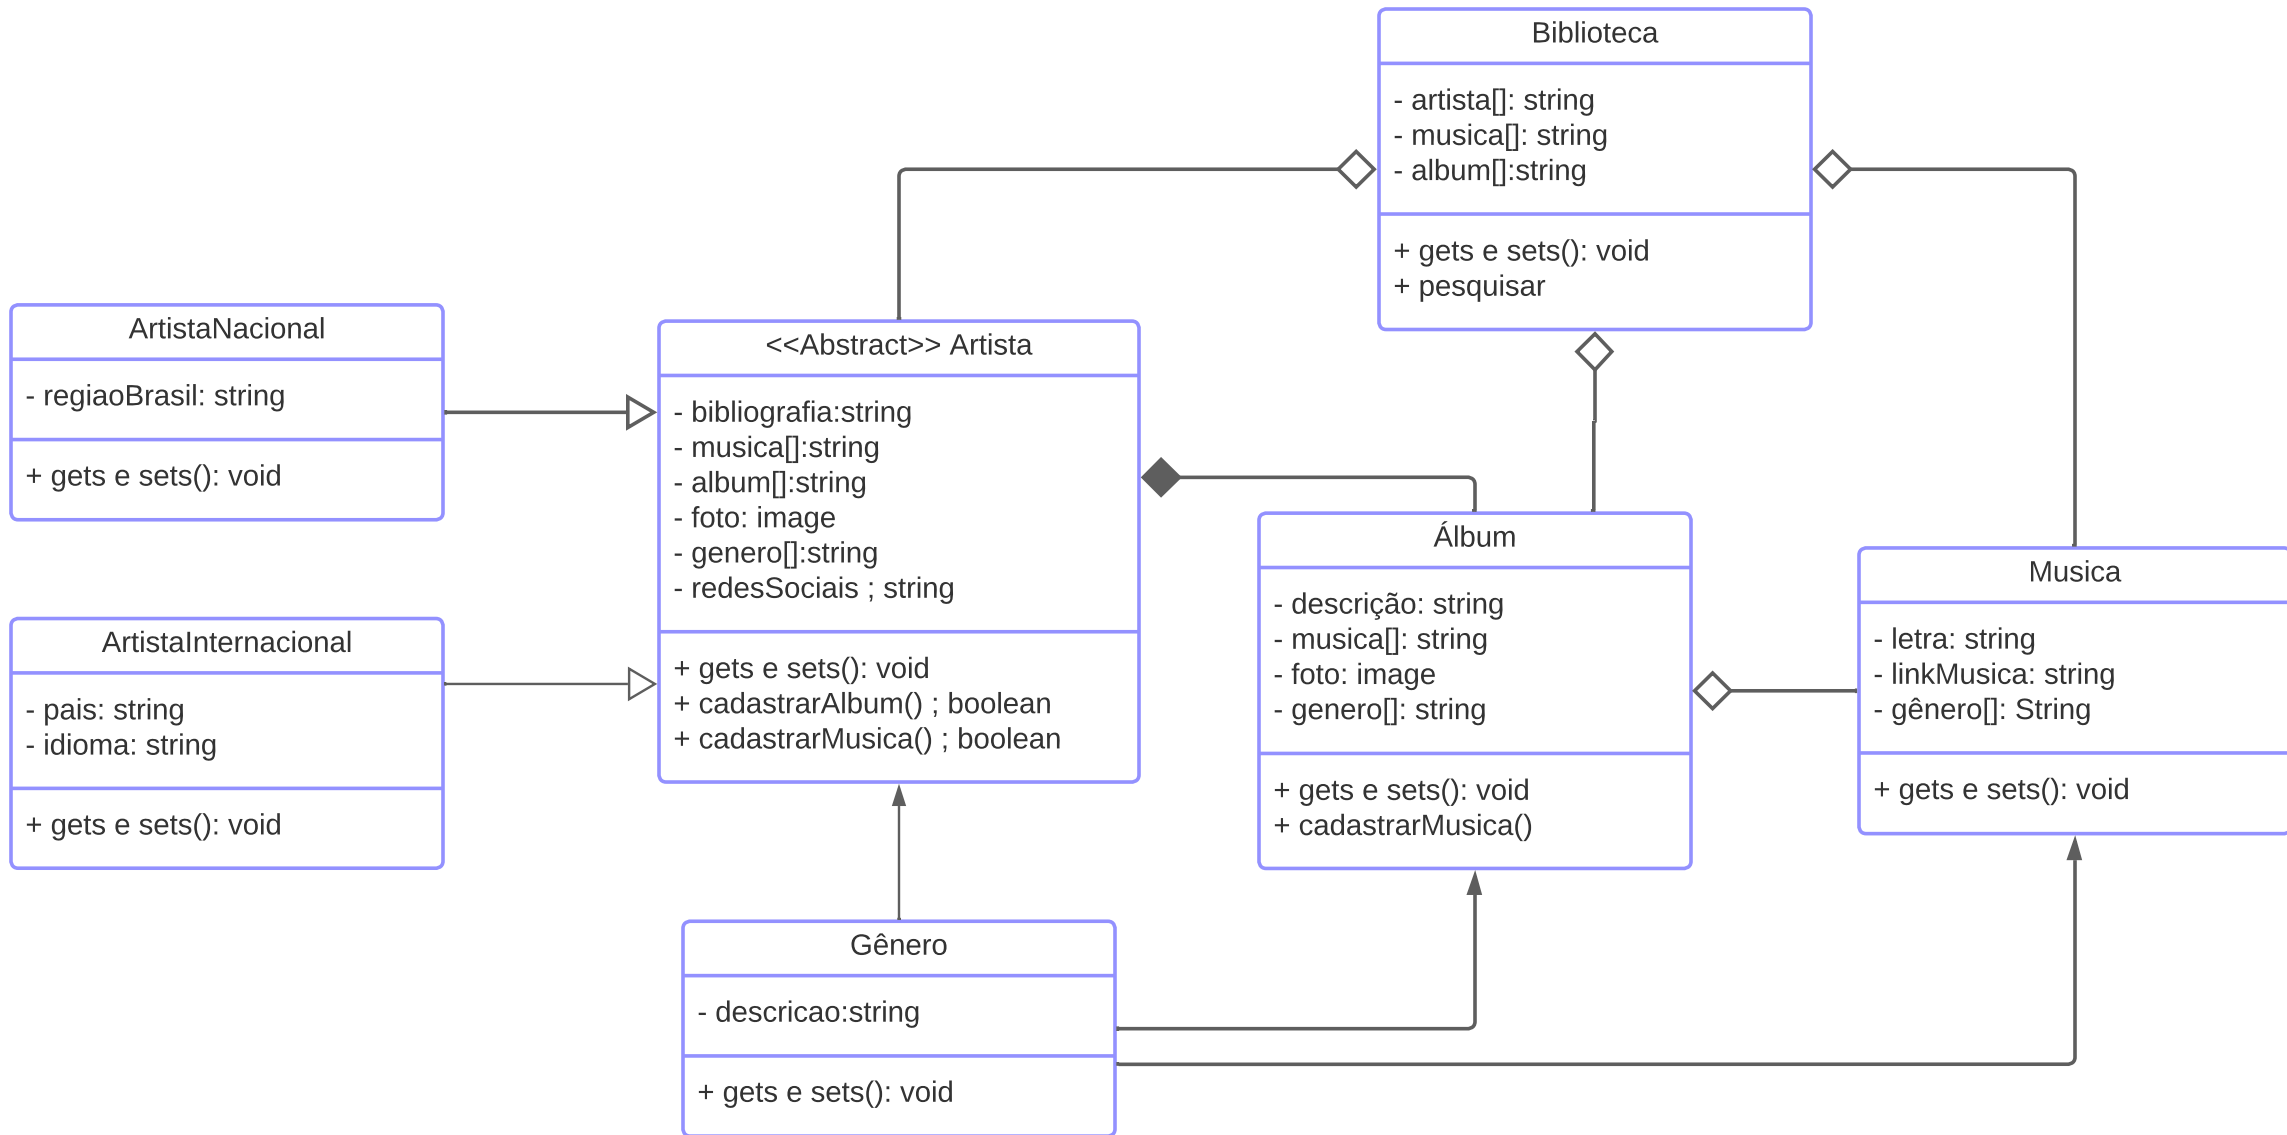 Biblioteca
- artista[]: string
- musica[]: string
- album[]:string
+ gets e sets(): void
+ pesquisar
ArtistaNacional
- regiaoBrasil: string
+ gets e sets(): void
<<Abstract>> Artista
- bibliografia:string
- musica[]:string
- album[]:string
- foto: image
- genero[]:string
- redesSociais ; string
+ gets e sets(): void
+ cadastrarAlbum() ; boolean
+ cadastrarMusica() ; boolean
Álbum
- descrição: string
- musica[]: string
- foto: image
- genero[]: string
+ gets e sets(): void
+ cadastrarMusica()
Musica
- letra: string
- linkMusica: string
- gênero[]: String
+ gets e sets(): void
ArtistaInternacional
- pais: string
- idioma: string
+ gets e sets(): void
Gênero
- descricao:string
+ gets e sets(): void